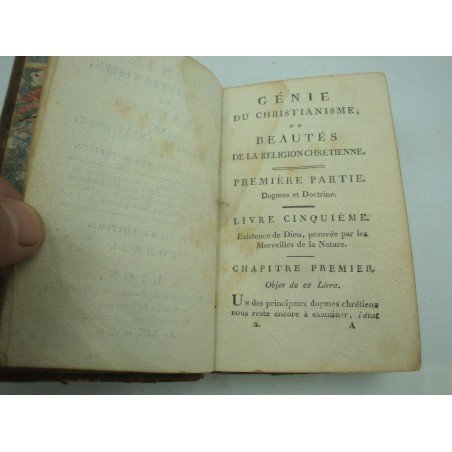 GÉNIE
DU CHRISTIANISME,
OU
BEAUTÉS
DE LA RELIGION CHRETIENNE.
PREMIÈRE PARTIE.
Dogmes et Doctrine.
LIVRE CINQUIÉME.
Existence de Dieu, prouvée par les
Merveilles de la Nature.
CHAPITRE PREMIER.
Objet de ce Livre.
UN des principaux dogmes chrétiens
nous reste encore à examiner, l'état
2. A